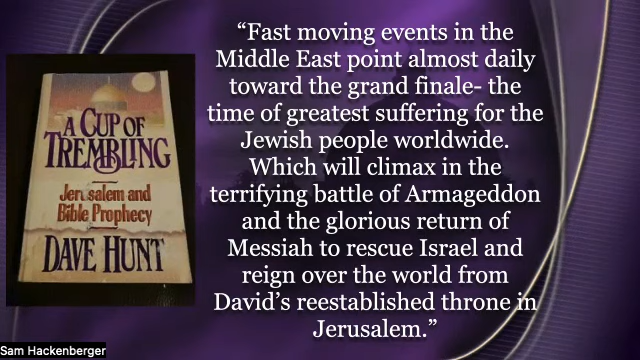 A CUP OF
TREMBLING
Jerusalem and
Bible Prophecy
DAVE HUNT
“Fast moving events in the
Middle East point almost daily
toward the grand finale- the
time of greatest suffering for the
Jewish people worldwide.
Which will climax in the
terrifying battle of Armageddon
and the glorious return of
Messiah to rescue Israel and
reign over the world from
David’s reestablished throne in
Jerusalem.”
Sam Hackenberger